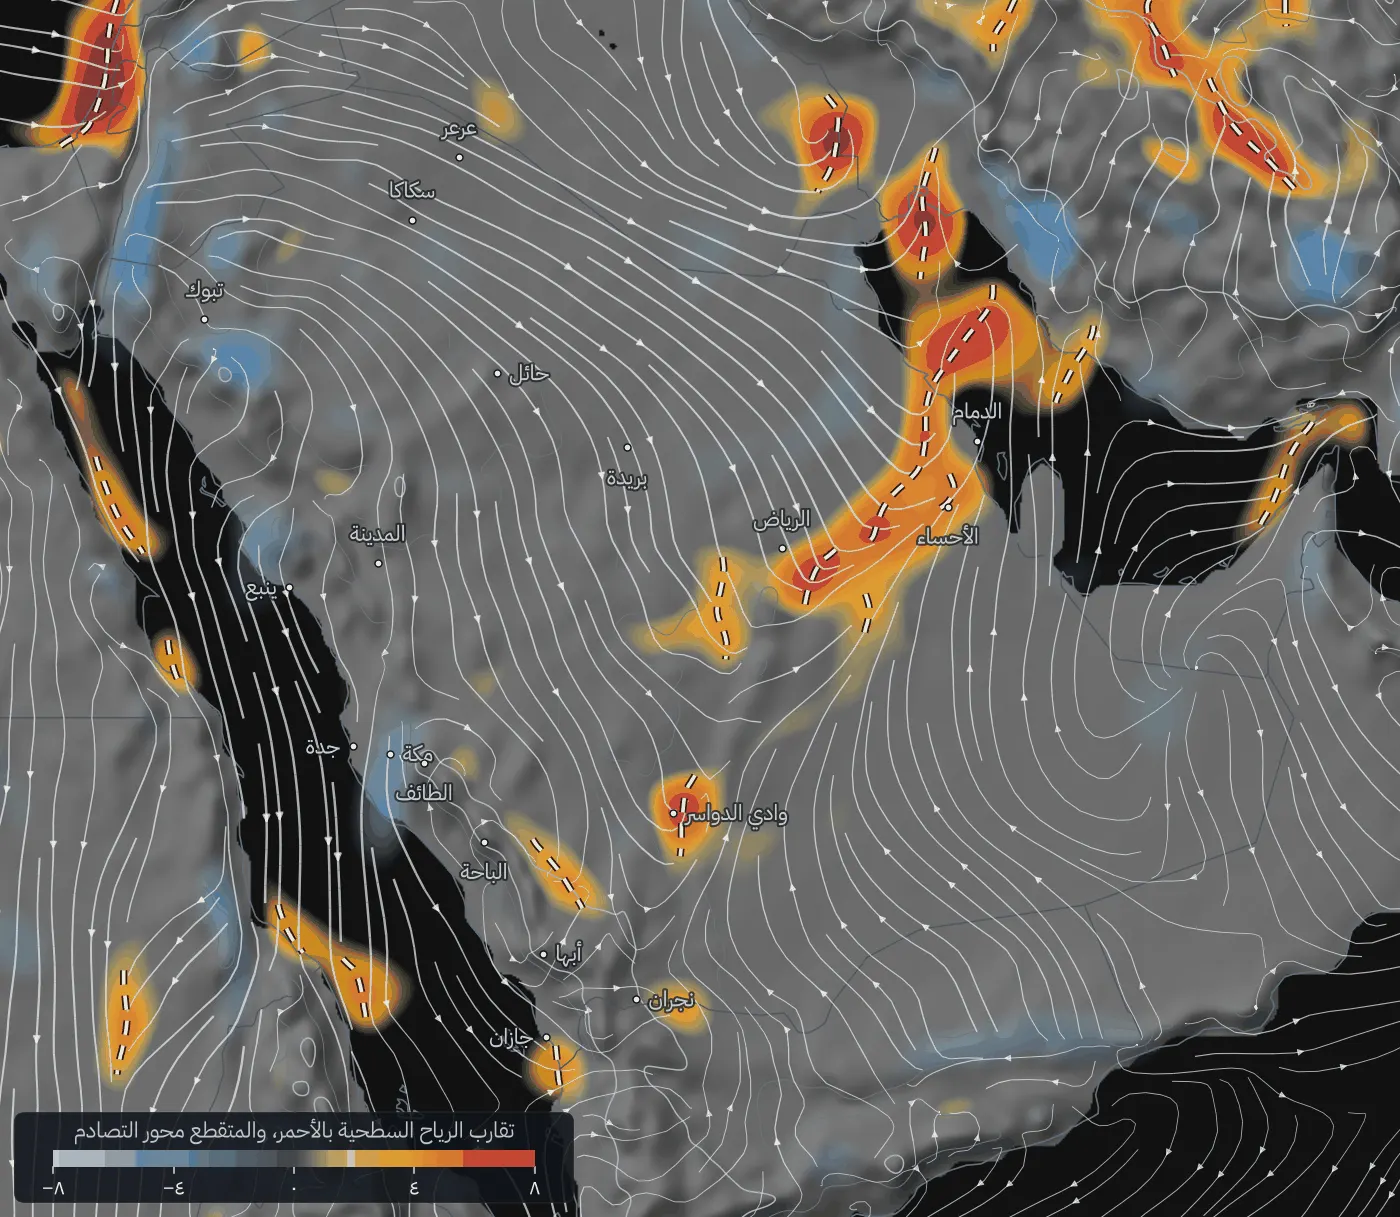 عرعر
سكاكا
تبوك
حائل
الدمام
بريدة
الرياض
المدينة
الأحساء
ينبع
جدة
مكة
الطائف
وادي الدواسر
الباحة
أبها
نجران
جازان
تقارب الرياح السطحية بالأحمر، والمتقطع محور التصادم
−٨ −٤ ٠ ٤ ٨